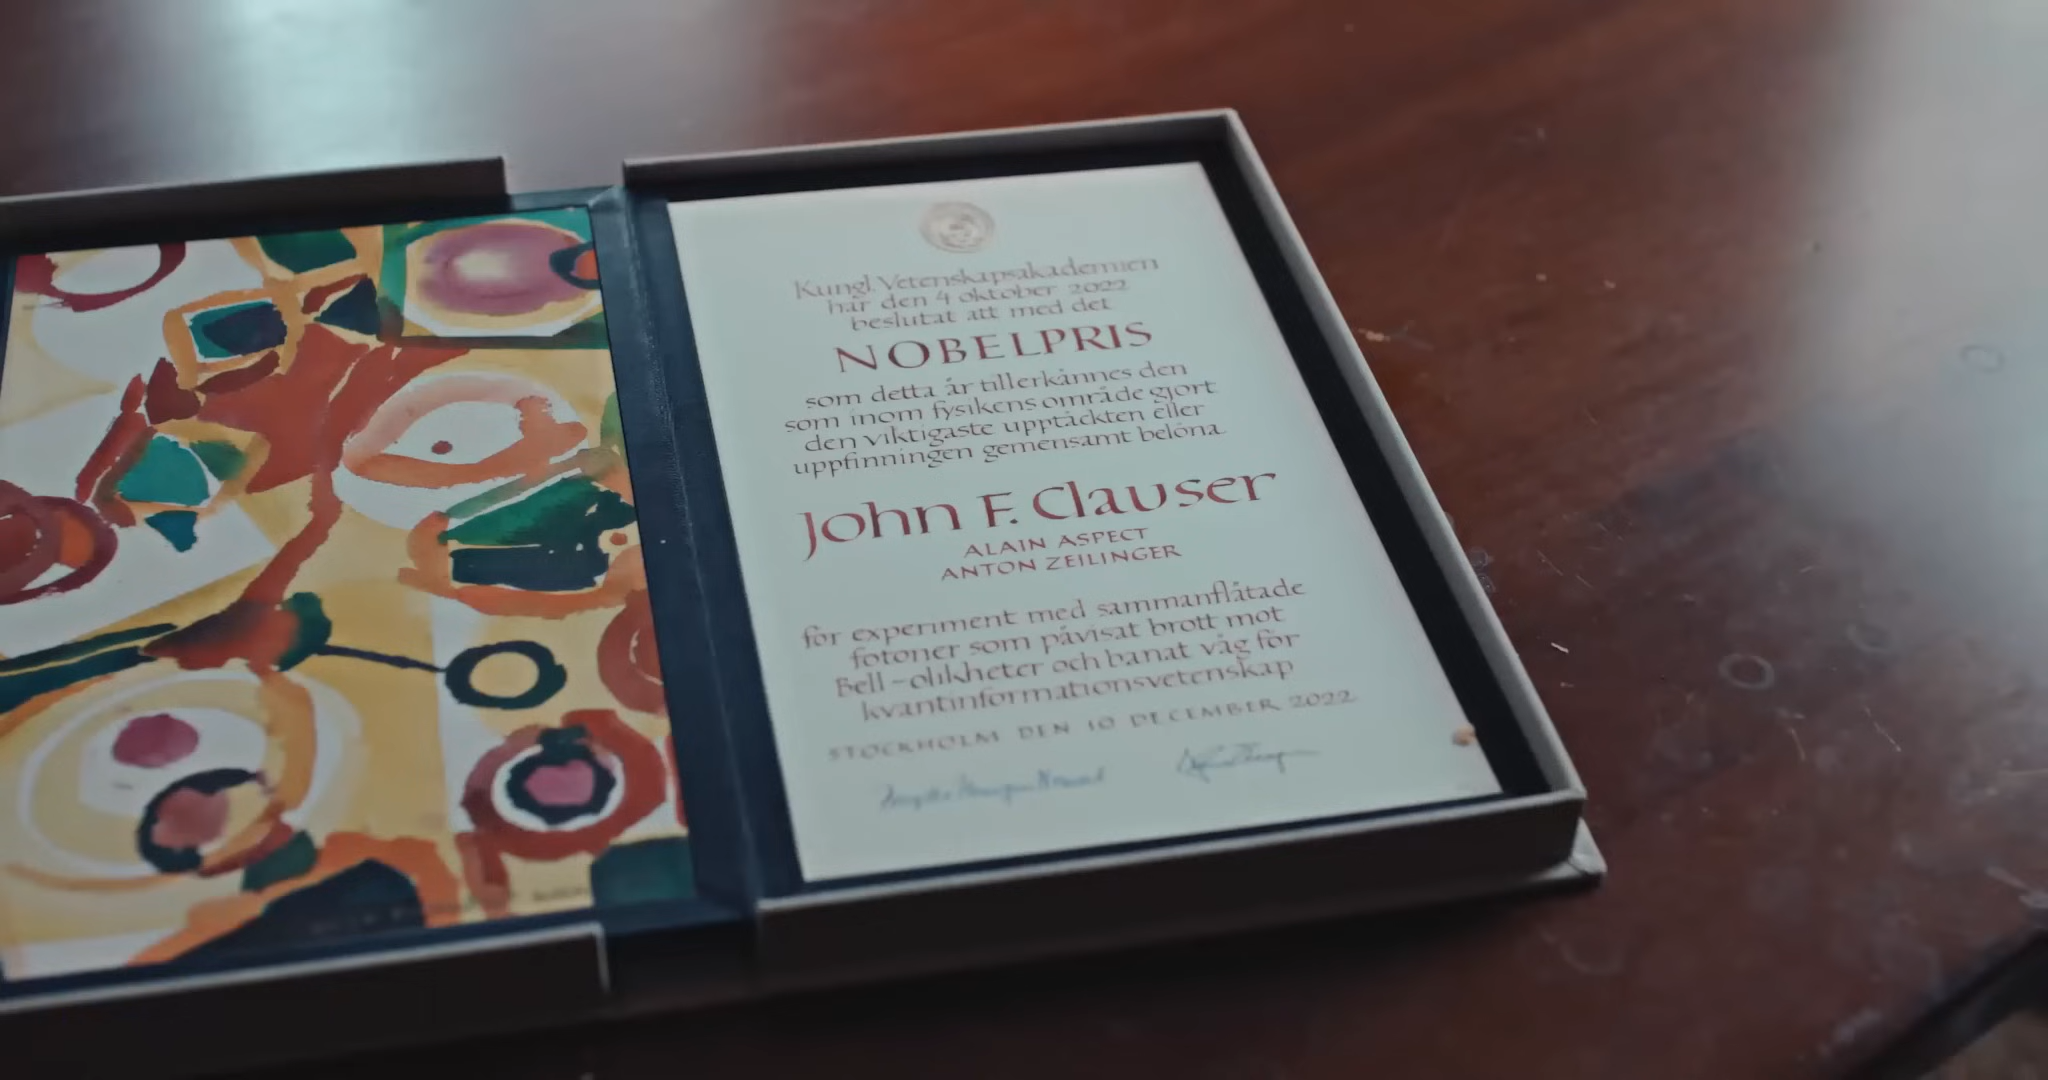 Kungl. Vetenskapsakademien
har den 4 oktober 2022
beslutat att med det
NOBELPRIS
som detta år tillerkännes den
som inom fysikens område gjort
den viktigaste upptäckten eller
uppfinningen gemensamt belöna
John F. Clauser
ALAIN ASPECT
ANTON ZEILINGER
för experiment med sammanflätade
fotoner som påvisat brott mot
Bell-olikheter och banat väg för
kvantinformationsvetenskap
STOCKHOLM DEN 10 DECEMBER 2022